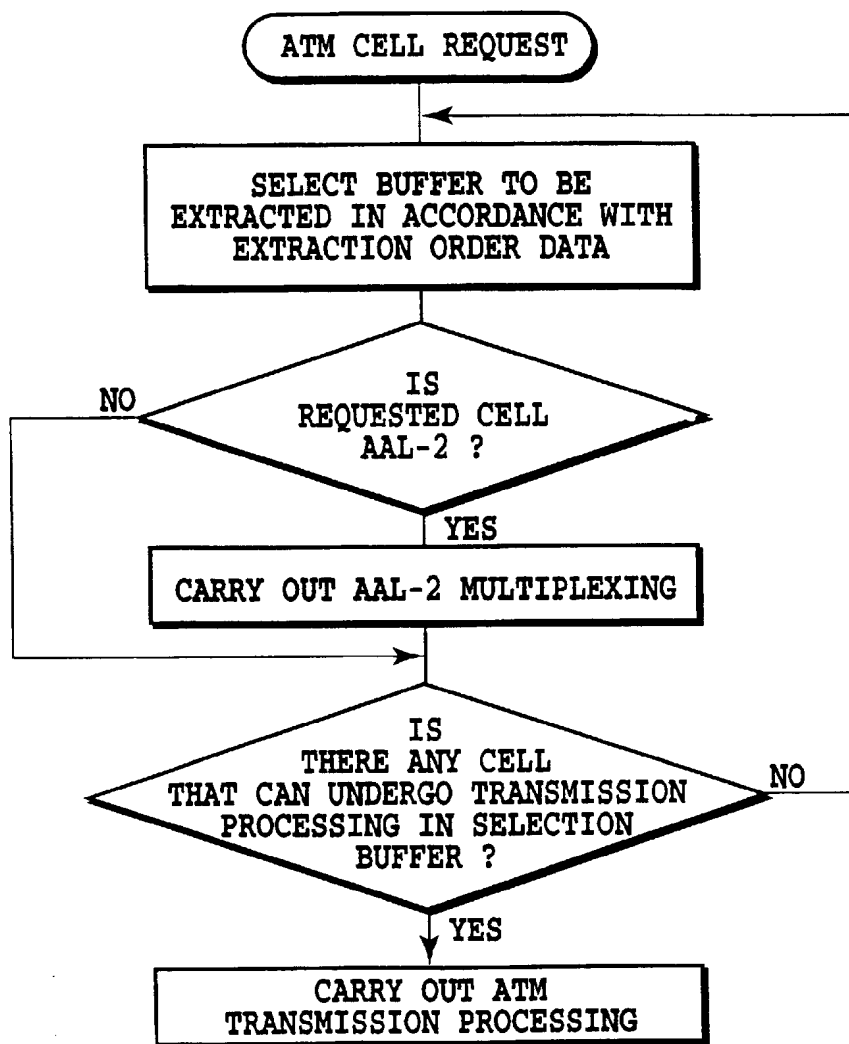 ATM CELL REQUEST
SELECT BUFFER TO BE
EXTRACTED IN ACCORDANCE WITH
EXTRACTION ORDER DATA
NO
IS
REQUESTED CELL
AAL-2 ?
YES
CARRY OUT AAL-2 MULTIPLEXING
IS
THERE ANY CELL
THAT CAN UNDERGO TRANSMISSION
PROCESSING IN SELECTION
BUFFER ?
NO
YES
CARRY OUT ATM
TRANSMISSION PROCESSING